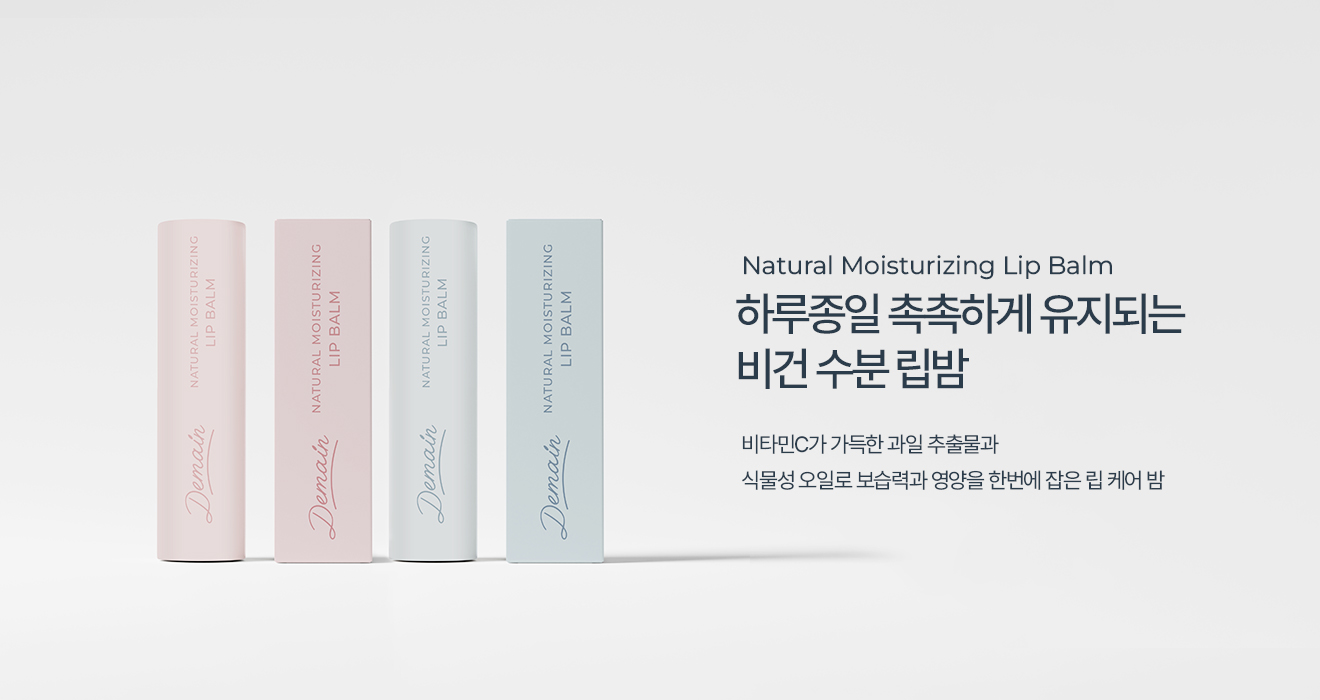 NATURAL MOISTURIZING
LIP BALM
Demain
NATURAL MOISTURIZING
LIP BALM
Demain
NATURAL MOISTURIZING
LIP BALM
Demain
NATURAL MOISTURIZING
LIP BALM
Demain
Natural Moisturizing Lip Balm
하루종일 촉촉하게 유지되는
비건 수분 립밤
비타민C가 가득한 과일 추출물과
식물성 오일로 보습력과 영양을 한번에 잡은 립 케어 밤